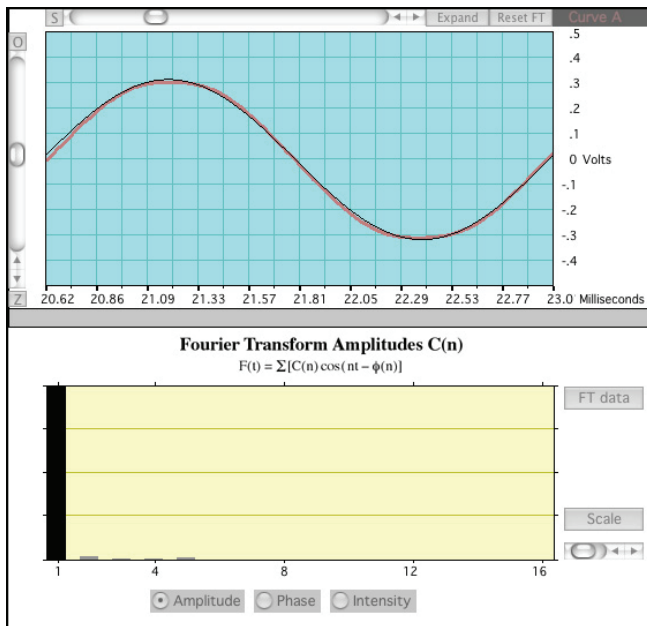 S Expand Reset FT Curve A
O
.5
.4
.3
.2
.1
0 Volts
-.1
-.2
-.3
-.4
Z
20.62 20.86 21.09 21.33 21.57 21.81 22.05 22.29 22.53 22.77 23.0 Milliseconds
Fourier Transform Amplitudes C(n)
F(t) = Σ[C(n) cos(nt – ϕ(n)]
FT data
Scale
1 4 8 12 16
Amplitude Phase Intensity